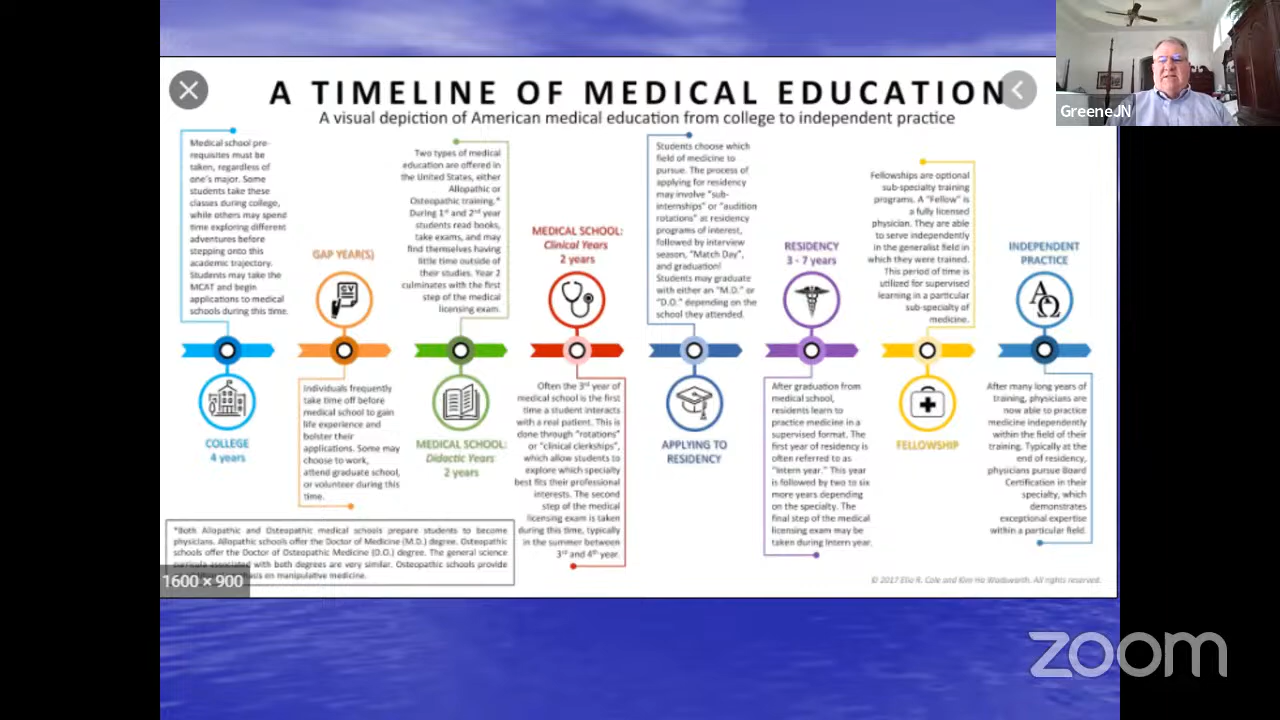 A TIMELINE OF MEDICAL EDUCATION
A visual depiction of American medical education from college to independent practice
GreeneJN
Medical school pre-
requisites must be
taken, regardless of
one's major. Some
students take these
classes during college,
while others may spend
time exploring different
adventures before
stepping onto this
academic trajectory.
Students may take the
MCAT and begin
applications to medical
schools during this time.
COLLEGE
4 years
GAP YEAR(S)
CV
Individuals frequently
take time off before
medical school to gain
life experience and
bolster their
applications. Some may
choose to work,
attend graduate school,
or volunteer during this
time.
Two types of medical
education are offered in
the United States, either
Allopathic or
Osteopathic training.*
During 1st and 2nd year
students read books,
take exams, and may
find themselves having
little time outside of
their studies. Year 2
culminates with the first
step of the medical
licensing exam.
MEDICAL SCHOOL:
Didactic Years
2 years
MEDICAL SCHOOL:
Clinical Years
2 years
Often the 3rd year of
medical school is the first
time a student interacts
with a real patient. This is
done through "rotations"
or "clinical clerkships",
which allow students to
explore which specialty
best fits their professional
interests. The second
step of the medical
licensing exam is taken
during this time, typically
in the summer between
3rd and 4th year.
Students choose which
field of medicine to
pursue. The process of
applying for residency
may involve "sub-
internships" or "audition
rotations" at residency
programs of interest,
followed by interview
season, "Match Day",
and graduation!
Students may graduate
with either an "M.D." or
"D.O." depending on the
school they attended.
APPLYING TO
RESIDENCY
RESIDENCY
3 - 7 years
After graduation from
medical school,
residents learn to
practice medicine in a
supervised format. The
first year of residency is
often referred to as
"Intern year." This year
is followed by two to six
more years depending
on the specialty. The
final step of the medical
licensing exam may be
taken during Intern year.
Fellowships are optional
sub-specialty training
programs. A "Fellow" is
a fully licensed
physician. They are able
to serve independently
in the generalist field in
which they were trained.
This period of time is
utilized for supervised
learning in a particular
sub-specialty of
medicine.
FELLOWSHIP
INDEPENDENT
PRACTICE
ΑΩ
After many long years of
training, physicians are
now able to practice
medicine independently
within the field of their
training. Typically at the
end of residency,
physicians pursue Board
Certification in their
specialty, which
demonstrates
exceptional expertise
within a particular field.
*Both Allopathic and Osteopathic medical schools prepare students to become
physicians. Allopathic schools offer the Doctor of Medicine (M.D.) degree. Osteopathic
schools offer the Doctor of Osteopathic Medicine (D.O.) degree. The general science
curricula associated with both degrees are very similar. Osteopathic schools provide
on manipulative medicine.
1600 × 900
© 2017 Elio R. Cole and Kim Ha Wadsworth. All rights reserved.
zoom